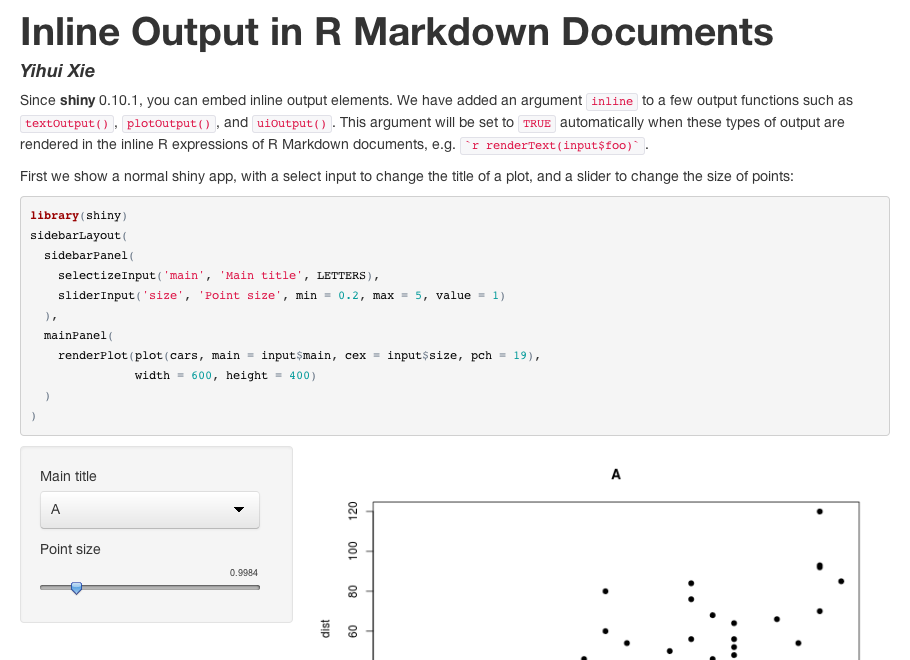 Inline Output in R Markdown Documents
Yihui Xie
Since shiny 0.10.1, you can embed inline output elements. We have added an argument inline to a few output functions such as
textOutput(), plotOutput(), and uiOutput(). This argument will be set to TRUE automatically when these types of output are
rendered in the inline R expressions of R Markdown documents, e.g. `r renderText(input$foo)`.
First we show a normal shiny app, with a select input to change the title of a plot, and a slider to change the size of points:
library(shiny)
sidebarLayout(
  sidebarPanel(
    selectizeInput('main', 'Main title', LETTERS),
    sliderInput('size', 'Point size', min = 0.2, max = 5, value = 1)
  ),
  mainPanel(
    renderPlot(plot(cars, main = input$main, cex = input$size, pch = 19),
               width = 600, height = 400)
  )
)
Main title
A
Point size
0.9984
A
120
100
80
60
dist